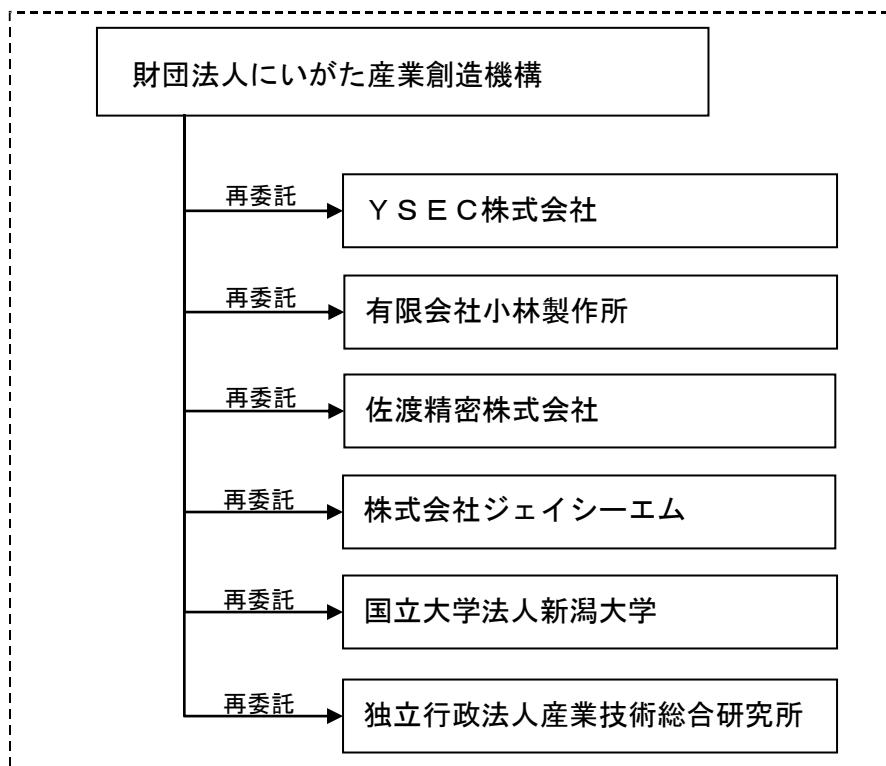 財団法人にいがた産業創造機構
再委託
ＹＳＥＣ株式会社
再委託
有限会社小林製作所
再委託
佐渡精密株式会社
再委託
株式会社ジェイシーエム
再委託
国立大学法人新潟大学
再委託
独立行政法人産業技術総合研究所